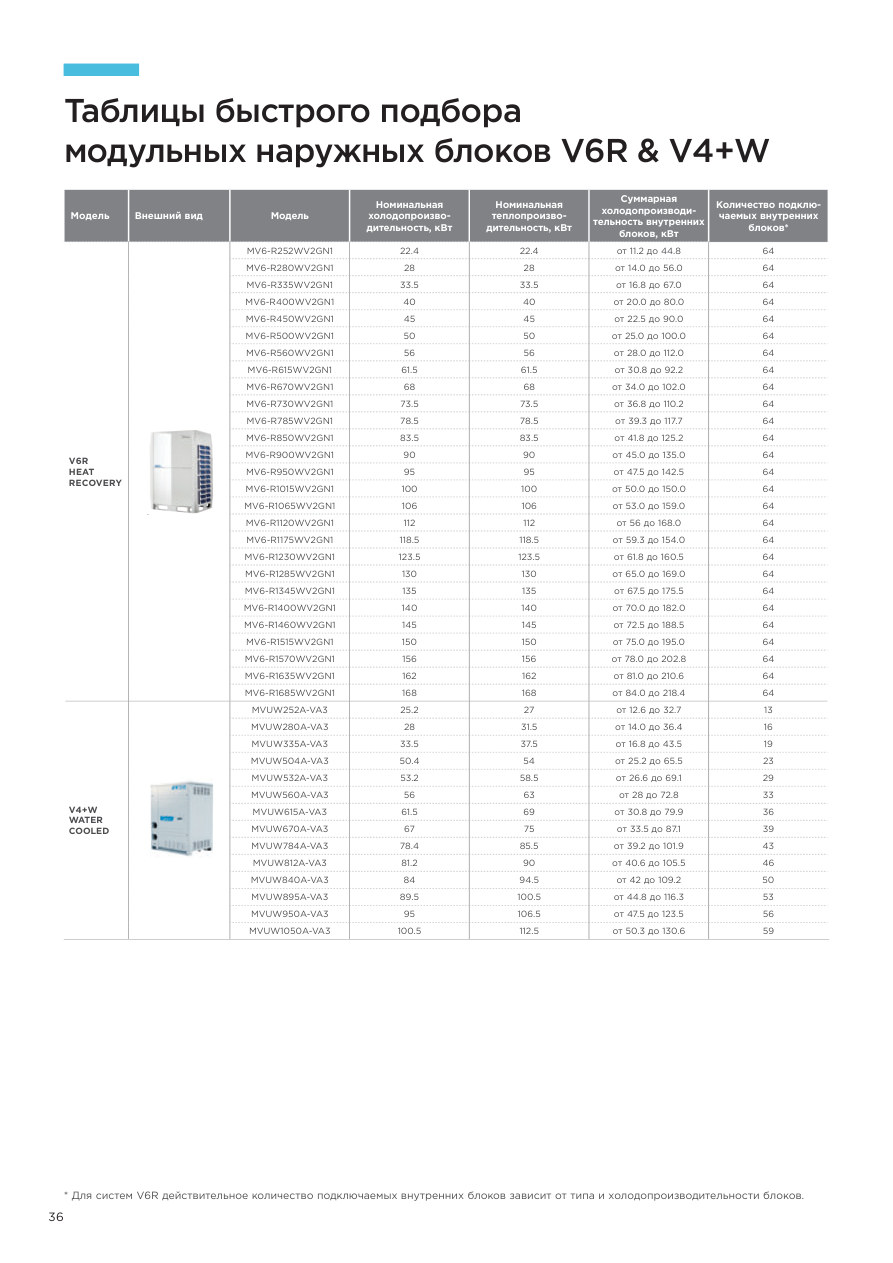 Таблицы быстрого подбора
модульных наружных блоков V6R & V4+W
Модель Внешний вид Модель Номинальная холодопроизво- дительность, кВт Номинальная теплопроизво- дительность, кВт Суммарная холодопроизводи- тельность внутренних блоков, кВт Количество подклю- чаемых внутренних блоков*
V6R
HEAT
RECOVERY
MV6-R252WV2GN1 22.4 22.4 от 11.2 до 44.8 64
MV6-R280WV2GN1 28 28 от 14.0 до 56.0 64
MV6-R335WV2GN1 33.5 33.5 от 16.8 до 67.0 64
MV6-R400WV2GN1 40 40 от 20.0 до 80.0 64
MV6-R450WV2GN1 45 45 от 22.5 до 90.0 64
MV6-R500WV2GN1 50 50 от 25.0 до 100.0 64
MV6-R560WV2GN1 56 56 от 28.0 до 112.0 64
MV6-R615WV2GN1 61.5 61.5 от 30.8 до 92.2 64
MV6-R670WV2GN1 68 68 от 34.0 до 102.0 64
MV6-R730WV2GN1 73.5 73.5 от 36.8 до 110.2 64
MV6-R785WV2GN1 78.5 78.5 от 39.3 до 117.7 64
MV6-R850WV2GN1 83.5 83.5 от 41.8 до 125.2 64
MV6-R900WV2GN1 90 90 от 45.0 до 135.0 64
MV6-R950WV2GN1 95 95 от 47.5 до 142.5 64
MV6-R1015WV2GN1 100 100 от 50.0 до 150.0 64
MV6-R1065WV2GN1 106 106 от 53.0 до 159.0 64
MV6-R1120WV2GN1 112 112 от 56 до 168.0 64
MV6-R1175WV2GN1 118.5 118.5 от 59.3 до 154.0 64
MV6-R1230WV2GN1 123.5 123.5 от 61.8 до 160.5 64
MV6-R1285WV2GN1 130 130 от 65.0 до 169.0 64
MV6-R1345WV2GN1 135 135 от 67.5 до 175.5 64
MV6-R1400WV2GN1 140 140 от 70.0 до 182.0 64
MV6-R1460WV2GN1 145 145 от 72.5 до 188.5 64
MV6-R1515WV2GN1 150 150 от 75.0 до 195.0 64
MV6-R1570WV2GN1 156 156 от 78.0 до 202.8 64
MV6-R1635WV2GN1 162 162 от 81.0 до 210.6 64
MV6-R1685WV2GN1 168 168 от 84.0 до 218.4 64
V4+W
WATER
COOLED
MVUW252A-VA3 25.2 27 от 12.6 до 32.7 13
MVUW280A-VA3 28 31.5 от 14.0 до 36.4 16
MVUW335A-VA3 33.5 37.5 от 16.8 до 43.5 19
MVUW504A-VA3 50.4 54 от 25.2 до 65.5 23
MVUW532A-VA3 53.2 58.5 от 26.6 до 69.1 29
MVUW560A-VA3 56 63 от 28 до 72.8 33
MVUW615A-VA3 61.5 69 от 30.8 до 79.9 36
MVUW670A-VA3 67 75 от 33.5 до 87.1 39
MVUW784A-VA3 78.4 85.5 от 39.2 до 101.9 43
MVUW812A-VA3 81.2 90 от 40.6 до 105.5 46
MVUW840A-VA3 84 94.5 от 42 до 109.2 50
MVUW895A-VA3 89.5 100.5 от 44.8 до 116.3 53
MVUW950A-VA3 95 106.5 от 47.5 до 123.5 56
MVUW1050A-VA3 100.5 112.5 от 50.3 до 130.6 59
* Для систем V6R действительное количество подключаемых внутренних блоков зависит от типа и холодопроизводительности блоков.
36